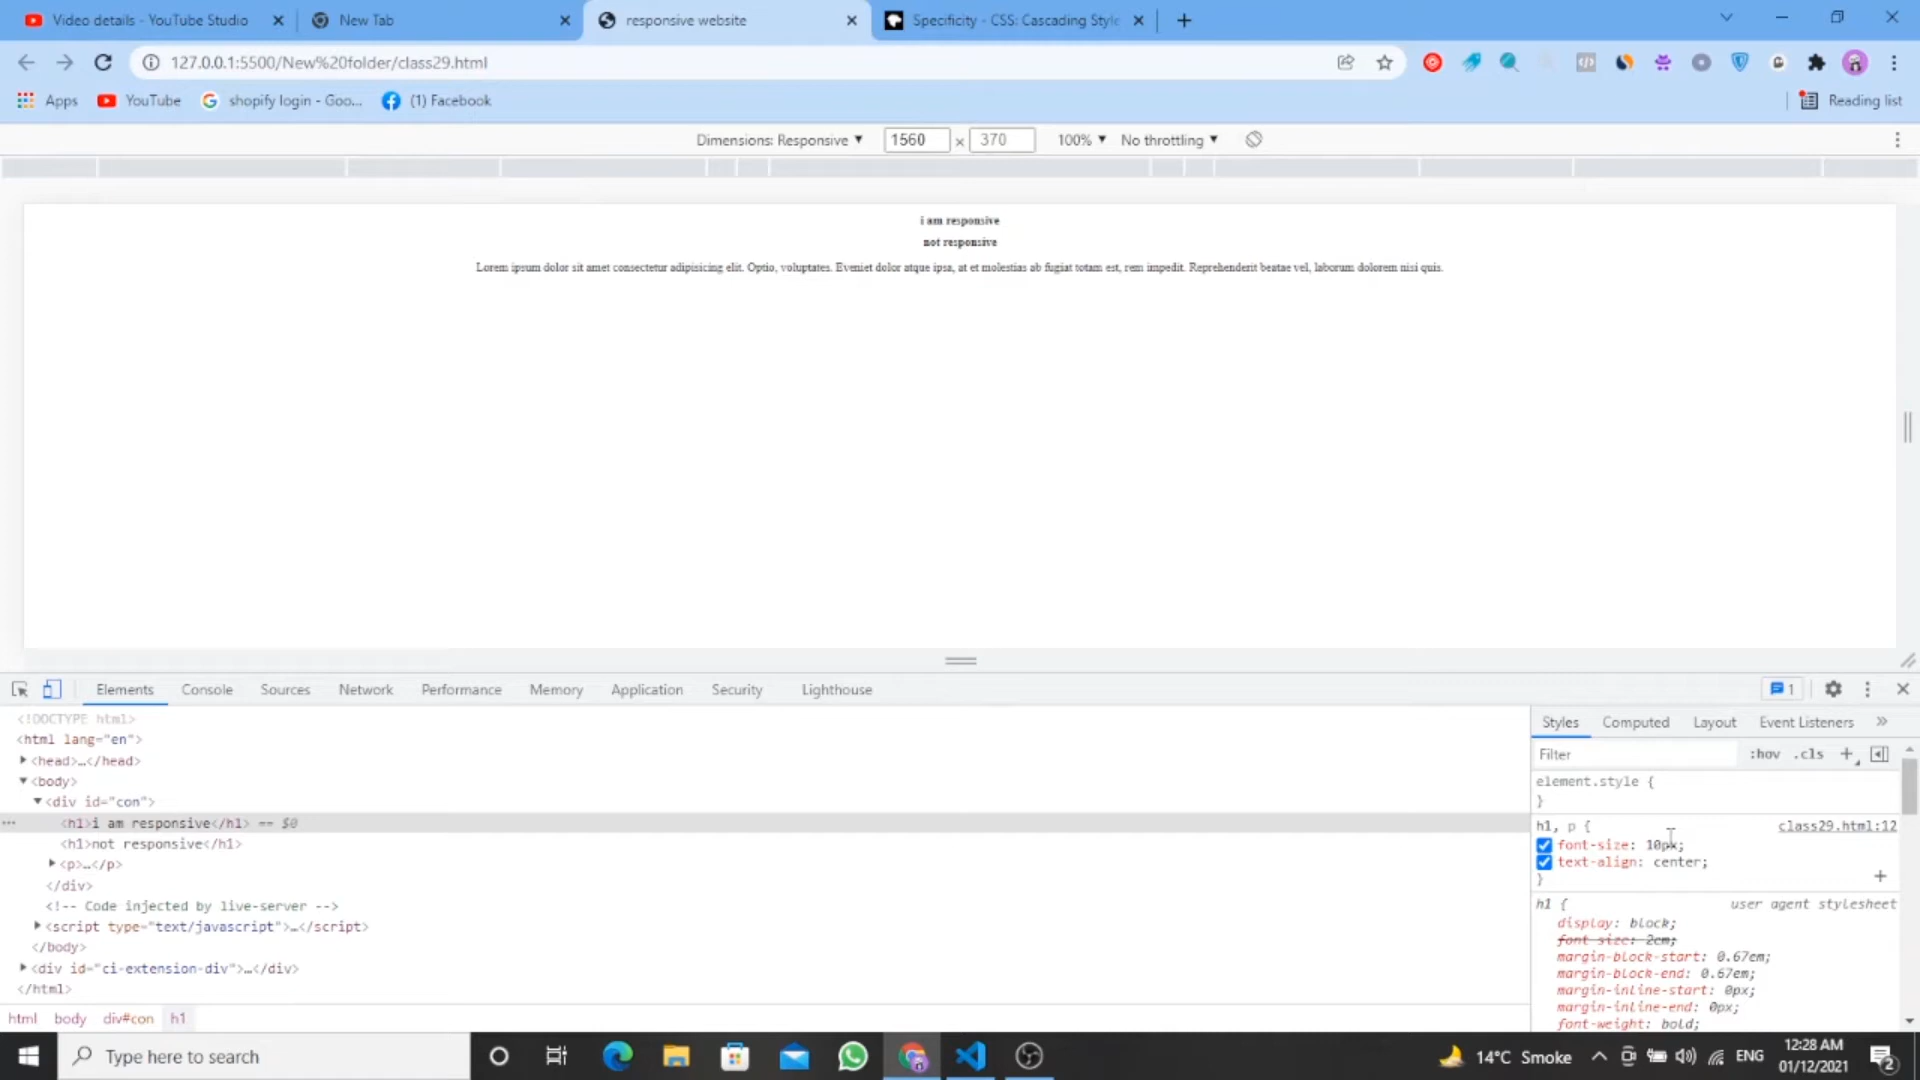 Video details - YouTube Studio
New Tab
responsive website
Specificity - CSS: Cascading Style
127.0.0.1:5500/New%20folder/class29.html
Apps
YouTube
shopify login - Goo...
(1) Facebook
Reading list
Dimensions: Responsive
1560
×
370
100%
No throttling
i am responsive
not responsive
Lorem ipsum dolor sit amet consectetur adipisicing elit. Optio, voluptates. Eveniet dolor atque ipsa, at et molestias ab fugiat totam est, rem impedit. Reprehenderit beatae vel, laborum dolorem nisi quis.
Elements
Console
Sources
Network
Performance
Memory
Application
Security
Lighthouse
1
<!DOCTYPE html>
<html lang="en">
<head>…</head>
<body>
<div id="con">
<h1>i am responsive</h1> == $0
<h1>not responsive</h1>
<p>…</p>
</div>
<!-- Code injected by live-server -->
<script type="text/javascript">…</script>
</body>
<div id="ci-extension-div">…</div>
</html>
html body div#con h1
Styles
Computed
Layout
Event Listeners
Filter
:hov .cls
element.style {
}
h1, p {
class29.html:12
font-size: 10px;
text-align: center;
}
h1 {
user agent stylesheet
display: block;
font-size: 2em;
margin-block-start: 0.67em;
margin-block-end: 0.67em;
margin-inline-start: 0px;
margin-inline-end: 0px;
font-weight: bold;
Type here to search
14°C Smoke
ENG
12:28 AM
01/12/2021
2